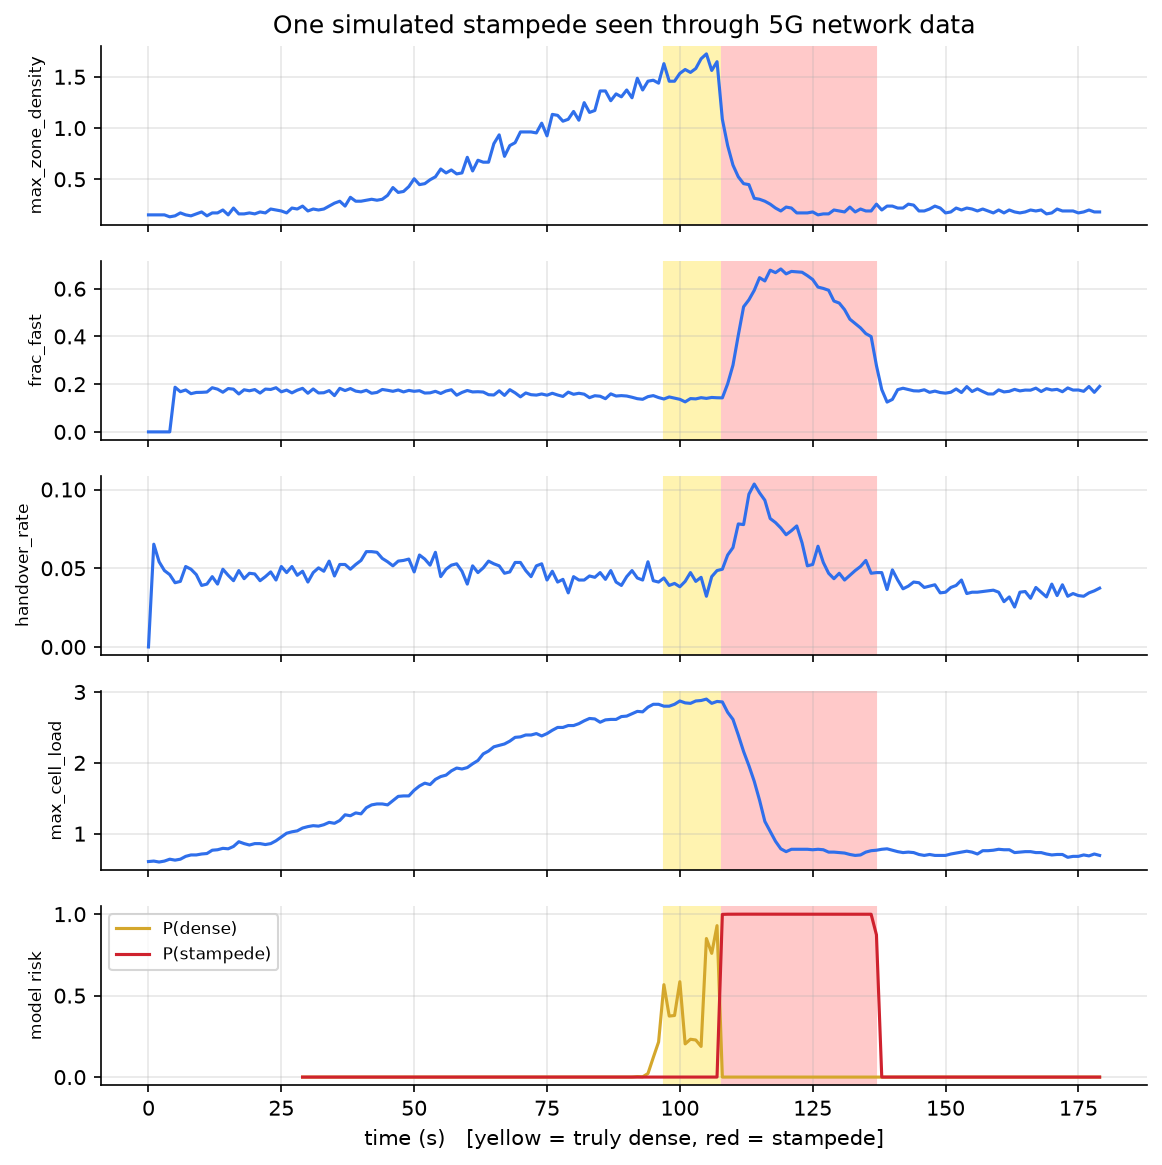 One simulated stampede seen through 5G network data
max_zone_density
1.5
1.0
0.5
frac_fast
0.6
0.4
0.2
0.0
handover_rate
0.10
0.05
0.00
max_cell_load
3
2
1
model risk
1.0
0.5
0.0
P(dense)
P(stampede)
0 25 50 75 100 125 150 175
time (s) [yellow = truly dense, red = stampede]